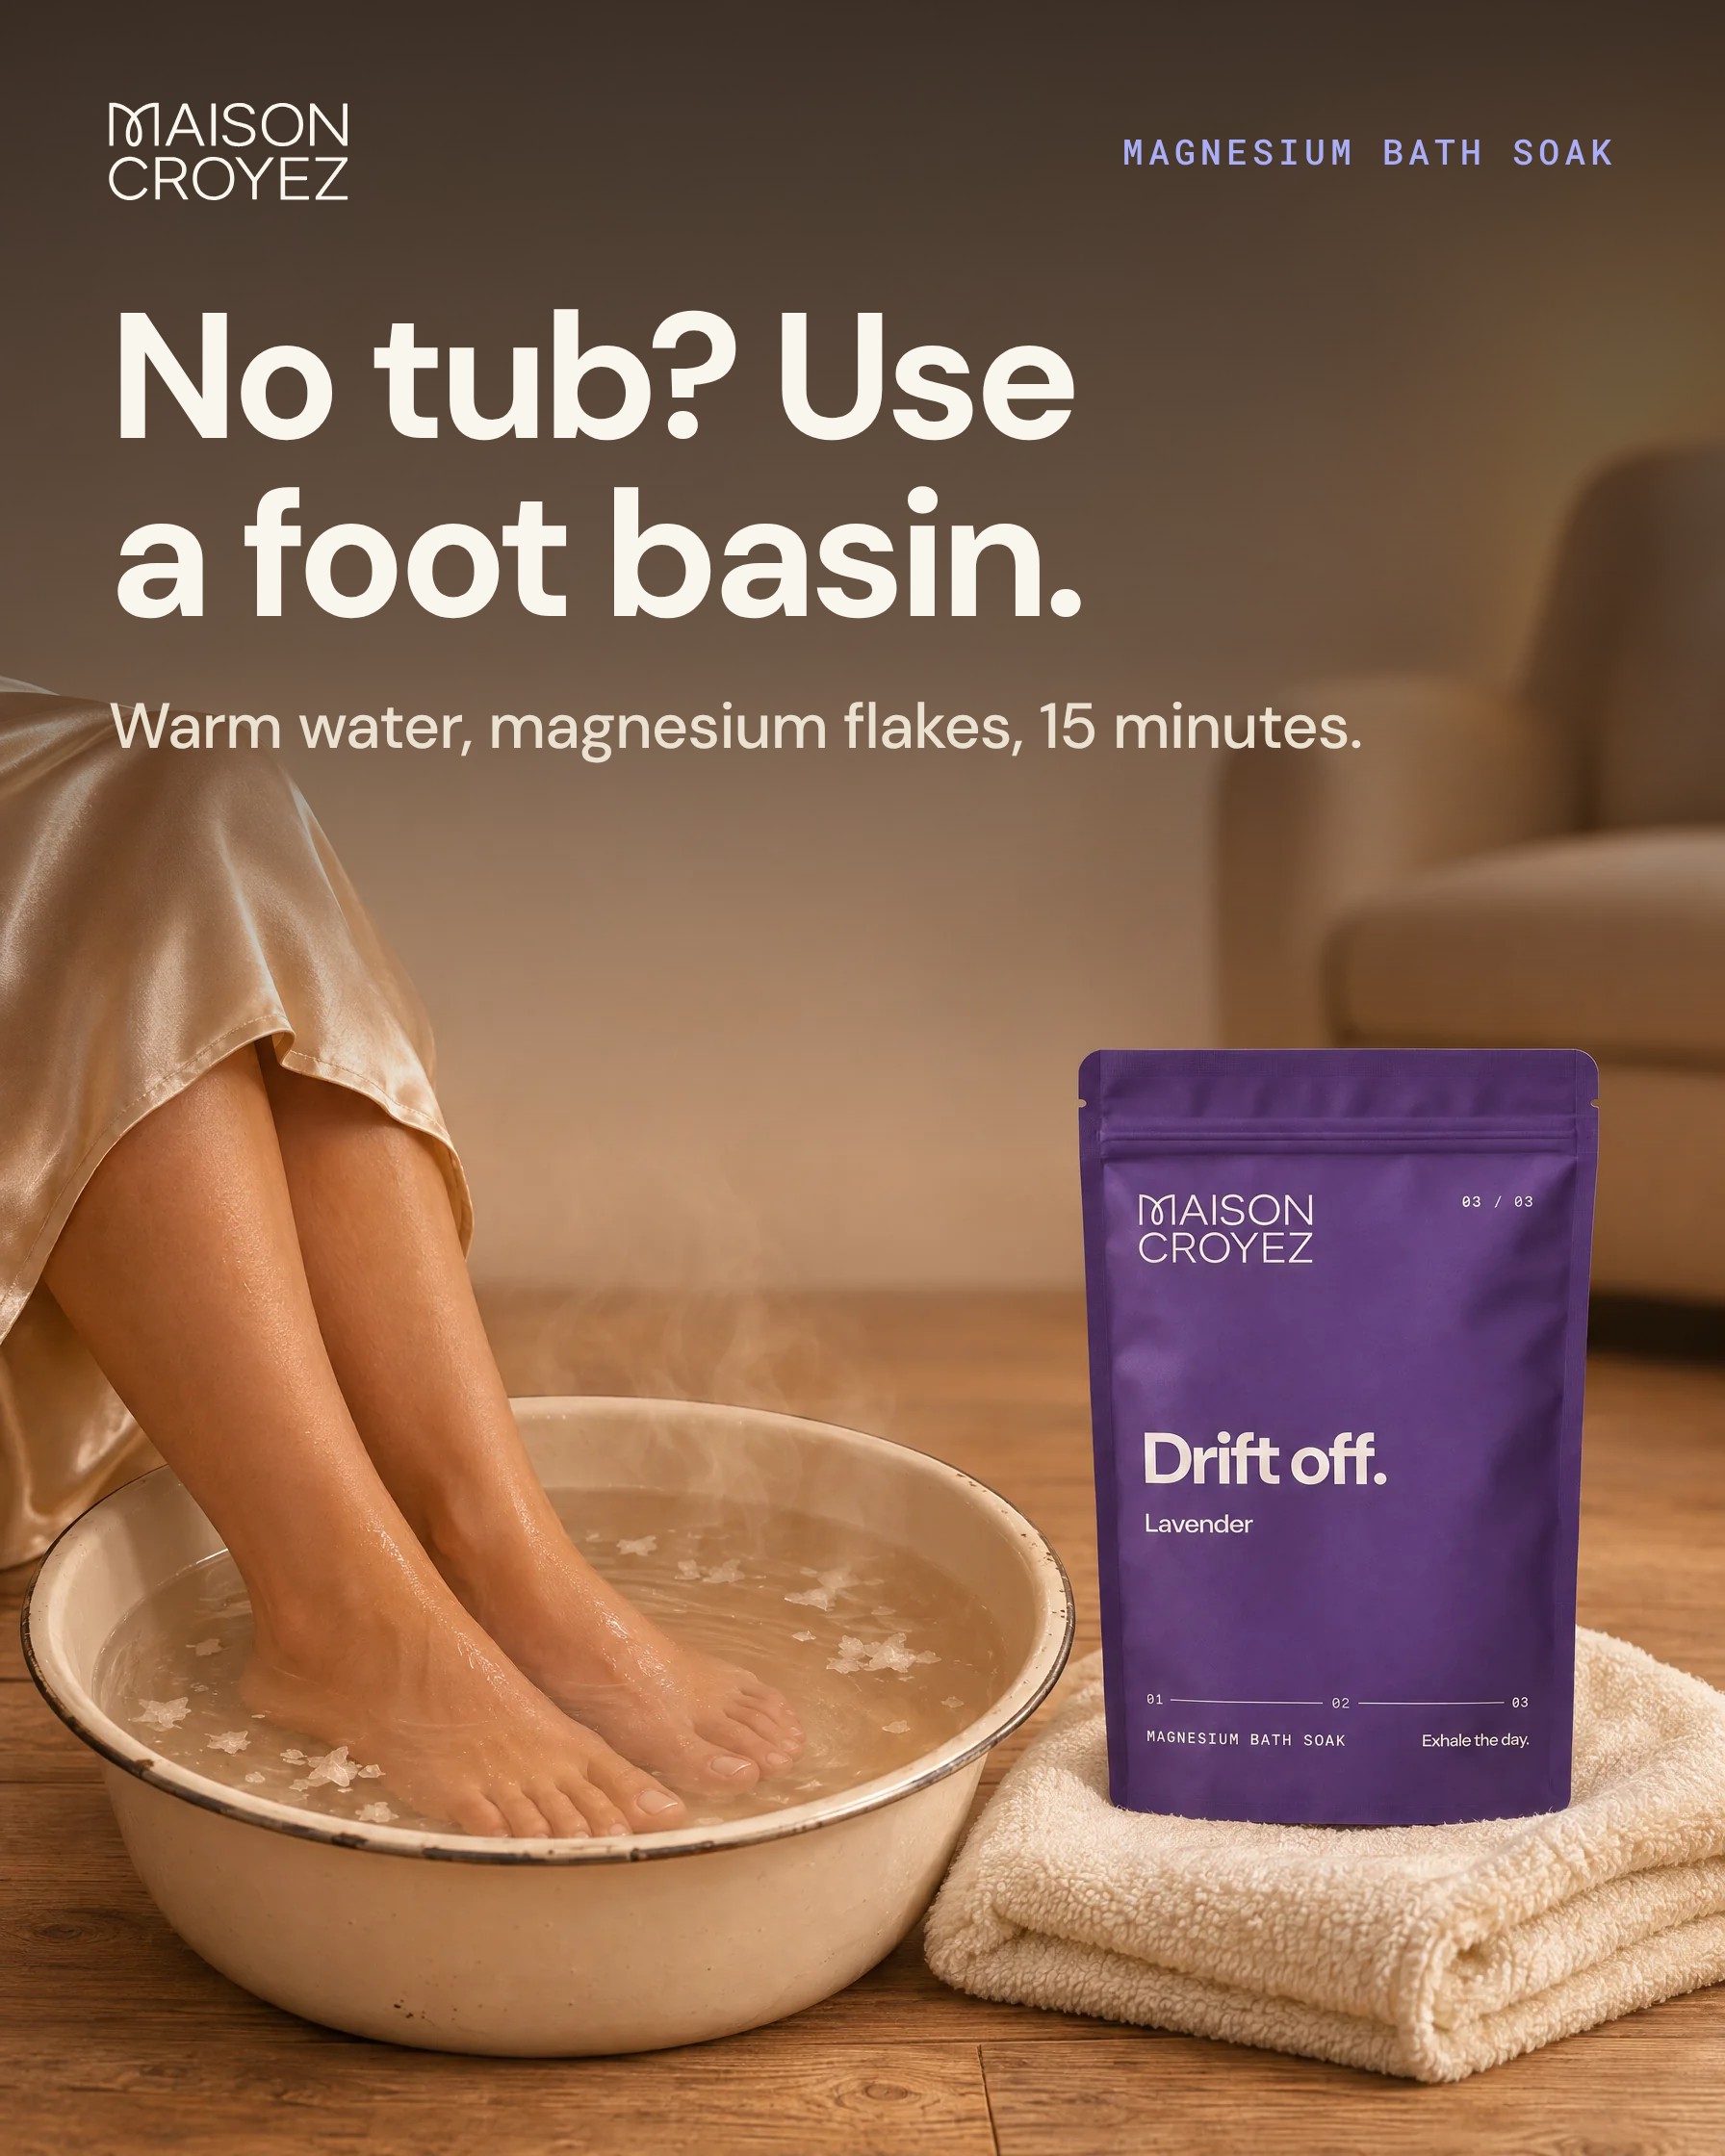 MAISON
CROYEZ
MAGNESIUM BATH SOAK
No tub? Use
a foot basin.
Warm water, magnesium flakes, 15 minutes.
MAISON
CROYEZ
03 / 03
Drift off.
Lavender
01 02 03
MAGNESIUM BATH SOAK
Exhale the day.